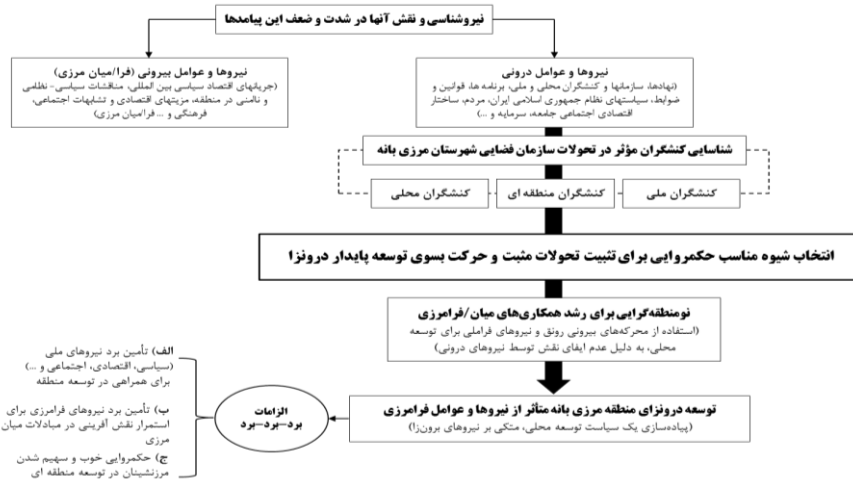 نیروشناسی و نقش آنها در شدت و ضعف این پیامدها
نیروها و عوامل درونی
(نهادها، سازمانها و کنشگران محلی و ملی، برنامه ها، قوانین و
ضوابط، سیاستهای نظام جمهوری اسلامی ایران، مردم، ساختار
اقتصادی اجتماعی جامعه، سرمایه و ...)
نیروها و عوامل بیرونی (فرا/میان مرزی)
(جریانهای اقتصاد سیاسی بین المللی، مناقشات سیاسی- نظامی
و ناامنی در منطقه، مزیتهای اقتصادی و تشابهات اجتماعی،
فرهنگی و ... فرا/میان مرزی)
شناسایی کنشگران مؤثر در تحولات سازمان فضایی شهرستان مرزی بانه
کنشگران ملی
کنشگران منطقه ای
کنشگران محلی
انتخاب شیوه مناسب حکمروایی برای تثبیت تحولات مثبت و حرکت بسوی توسعه پایدار درونزا
نومنطقه‌گرایی برای رشد همکاری‌های میان/فرامرزی
(استفاده از محرکه‌های بیرونی رونق و نیروهای فراملی برای توسعه
محلی، به دلیل عدم ایفای نقش توسط نیروهای درونی)
توسعه درونزای منطقه مرزی بانه متأثر از نیروها و عوامل فرامرزی
(پیاده‌سازی یک سیاست توسعه محلی، متکی بر نیروهای برون‌زا)
الزامات
برد-برد-برد
الف) تأمین برد نیروهای ملی
(سیاسی، اقتصادی، اجتماعی و ...)
برای همراهی در توسعه منطقه
ب) تأمین برد نیروهای فرامرزی برای
استمرار نقش آفرینی در مبادلات میان
مرزی
ج) حکمروایی خوب و سهیم شدن
مرزنشینان در توسعه منطقه ای